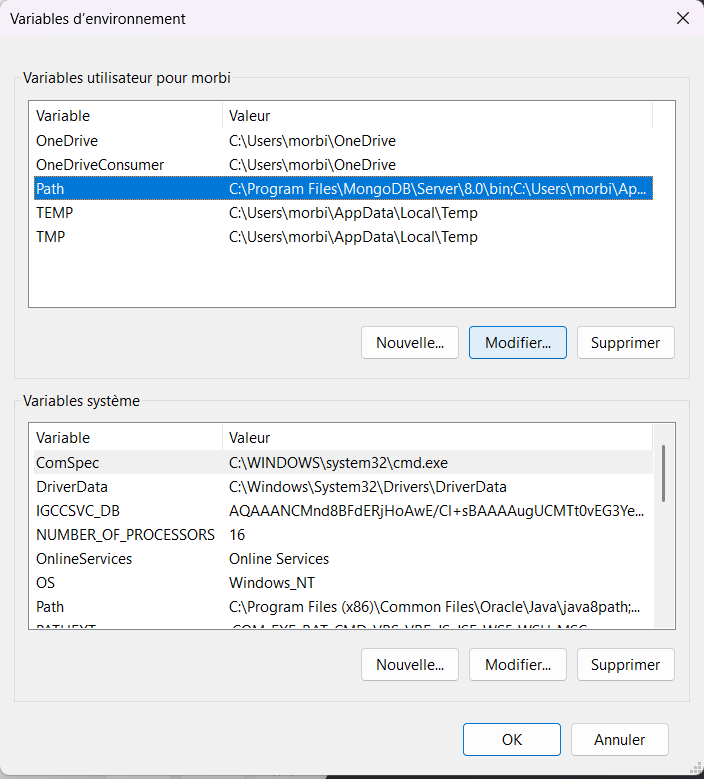 Variables d'environnement
Variables utilisateur pour morbi
Variable Valeur
OneDrive C:\Users\morbi\OneDrive
OneDriveConsumer C:\Users\morbi\OneDrive
Path C:\Program Files\MongoDB\Server\8.0\bin;C:\Users\morbi\Ap...
TEMP C:\Users\morbi\AppData\Local\Temp
TMP C:\Users\morbi\AppData\Local\Temp
Nouvelle... Modifier... Supprimer
Variables système
Variable Valeur
ComSpec C:\WINDOWS\system32\cmd.exe
DriverData C:\Windows\System32\Drivers\DriverData
IGCCSVC_DB AQAAANCMnd8BFdERjHoAwE/Cl+sBAAAAugUCMTt0vEG3Ye...
NUMBER_OF_PROCESSORS 16
OnlineServices Online Services
OS Windows_NT
Path C:\Program Files (x86)\Common Files\Oracle\Java\java8path;...
Nouvelle... Modifier... Supprimer
OK Annuler